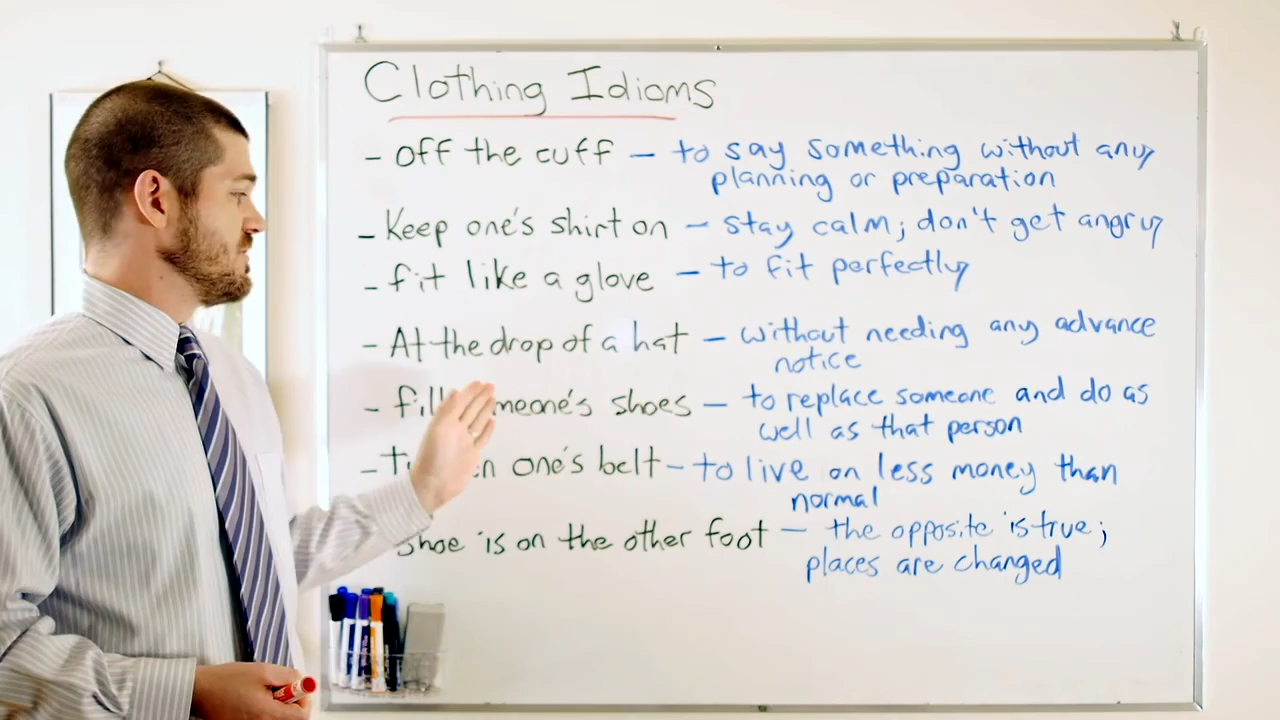 Clothing Idioms
- Off the cuff - to say something without any
planning or preparation
- Keep one's shirt on - stay calm; don't get angry
- fit like a glove - to fit perfectly
- At the drop of a hat - without needing any advance
notice
- fill shoes - to replace someone and do as
well as that person
- one's belt - to live on less money than
normal
shoe is on the other foot - the opposite is true;
places are changed